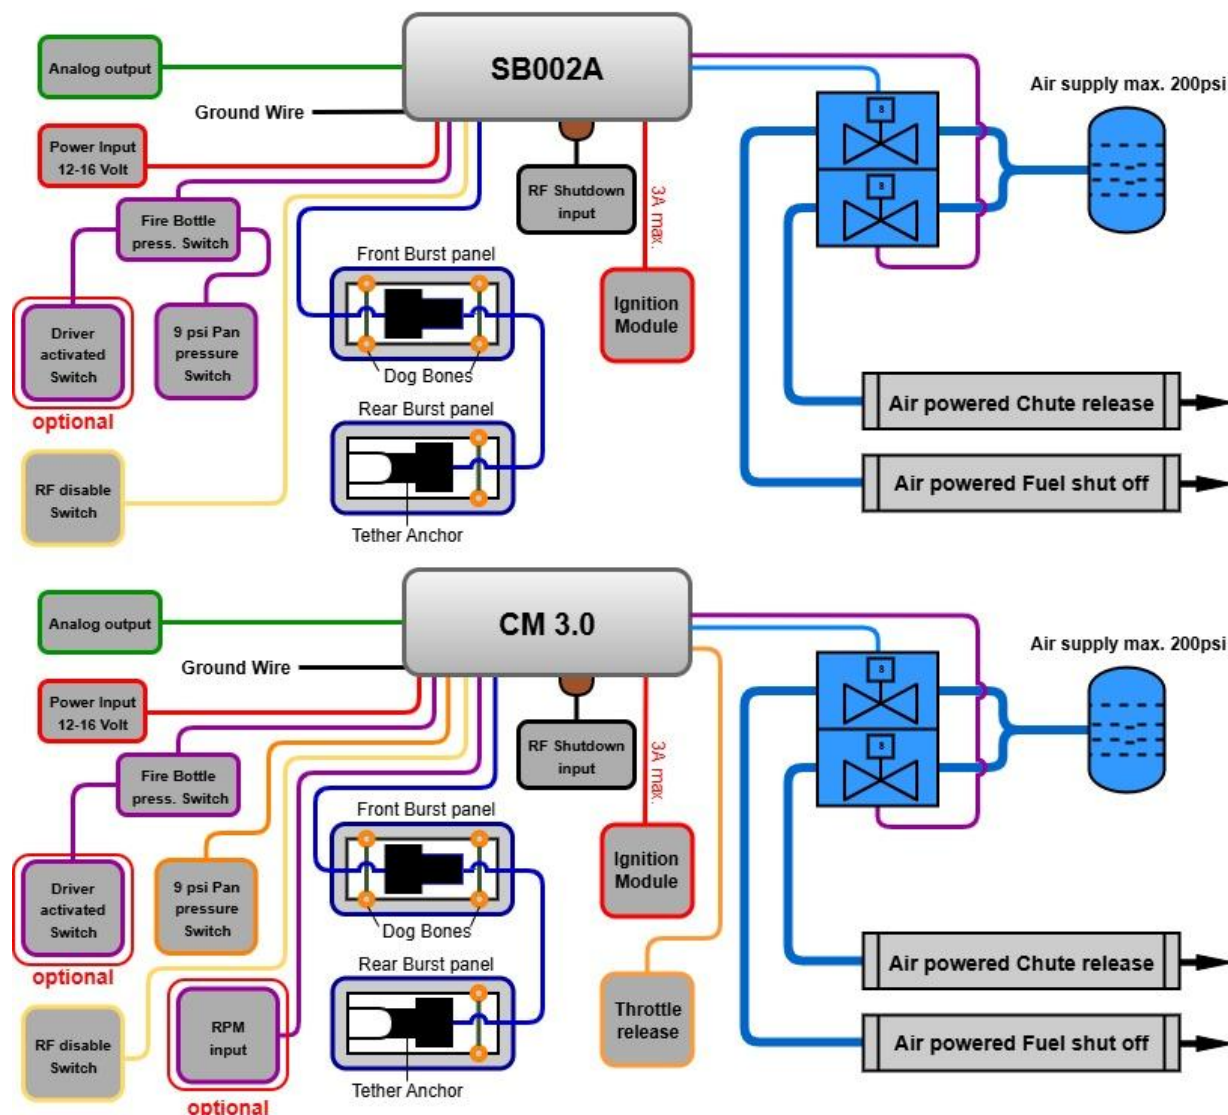 SB002A
Analog output
Ground Wire
Air supply max. 200psi
Power Input
12-16 Volt
RF Shutdown
input
3A max.
S
S
Fire Bottle
press. Switch
Front Burst panel
Ignition
Module
Driver
activated
Switch
optional
9 psi Pan
pressure
Switch
Dog Bones
Rear Burst panel
Air powered Chute release
RF disable
Switch
Tether Anchor
Air powered Fuel shut off
CM 3.0
Analog output
Ground Wire
Air supply max. 200psi
Power Input
12-16 Volt
RF Shutdown
input
3A max.
S
S
Fire Bottle
press. Switch
Front Burst panel
Ignition
Module
Driver
activated
Switch
optional
9 psi Pan
pressure
Switch
Dog Bones
Rear Burst panel
Air powered Chute release
RF disable
Switch
RPM
input
optional
Throttle
release
Tether Anchor
Air powered Fuel shut off